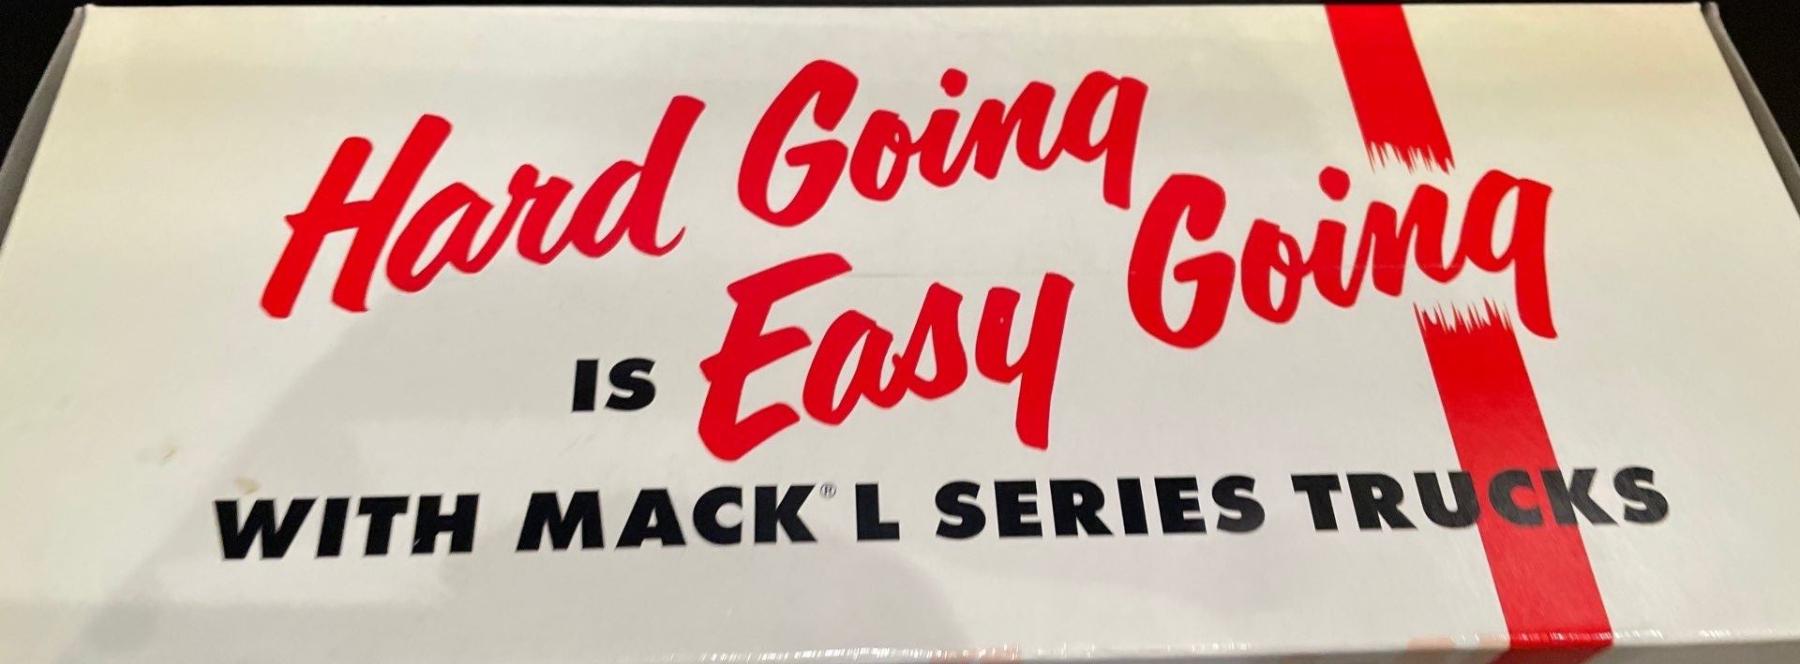 Hard Going
IS Easy Going
WITH MACK® L SERIES TRUCKS